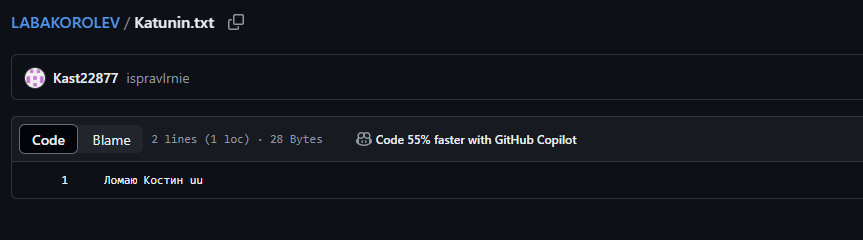 LABAKOROLEV / Katunin.txt
Kast22877 ispravlrnie
Code Blame 2 lines (1 loc) · 28 Bytes Code 55% faster with GitHub Copilot
1 Ломаю Костин uu